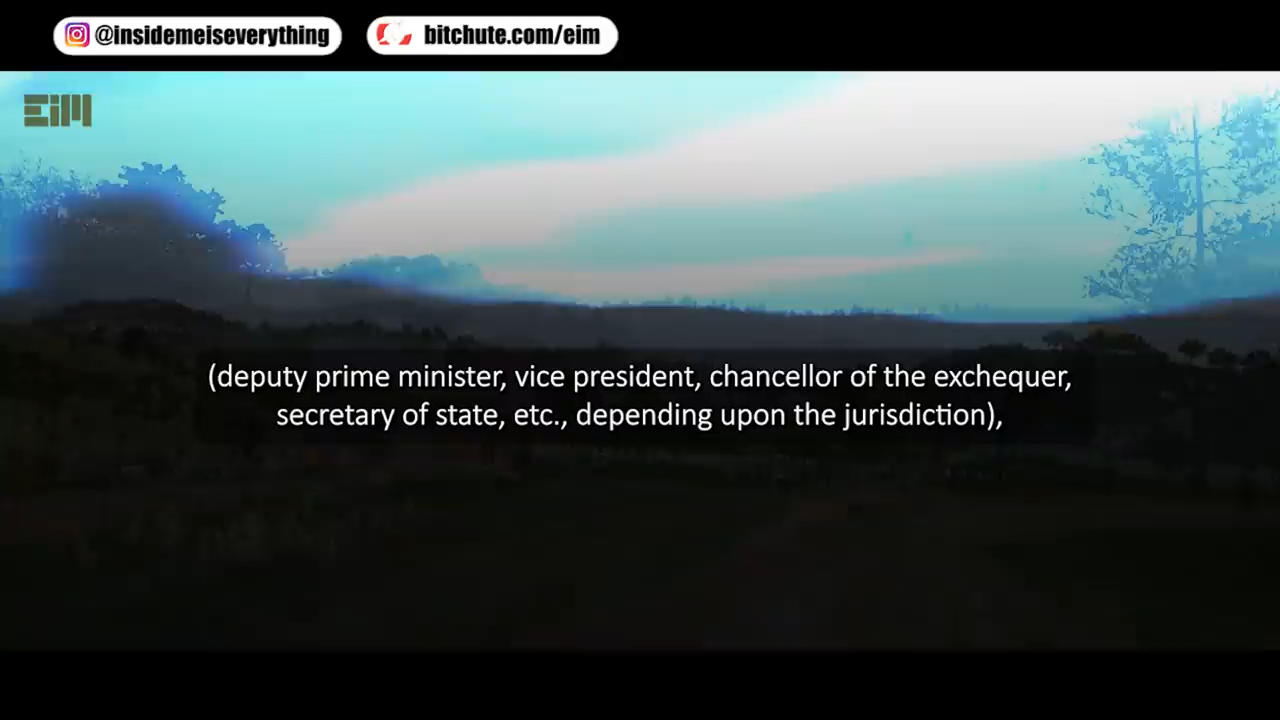 @insidemeiseverything
bitchute.com/eim
EiM
(deputy prime minister, vice president, chancellor of the exchequer,
secretary of state, etc., depending upon the jurisdiction),